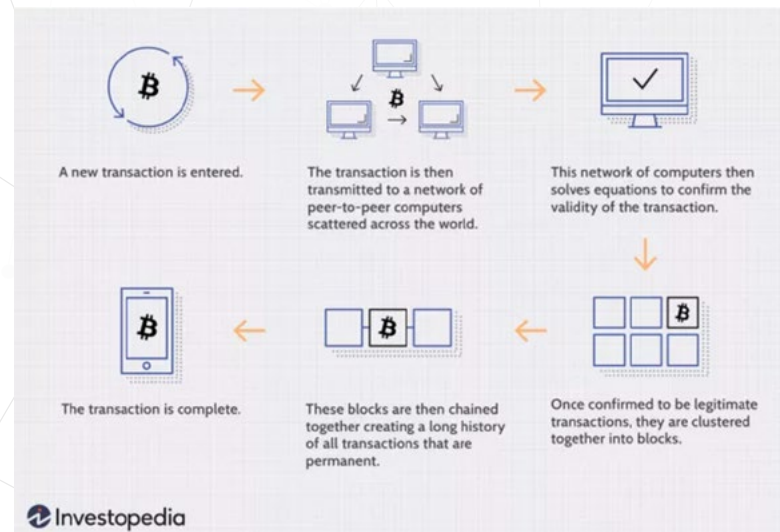 A new transaction is entered.
The transaction is then
transmitted to a network of
peer-to-peer computers
scattered across the world.
This network of computers then
solves equations to confirm the
validity of the transaction.
Once confirmed to be legitimate
transactions, they are clustered
together into blocks.
These blocks are then chained
together creating a long history
of all transactions that are
permanent.
The transaction is complete.
Investopedia